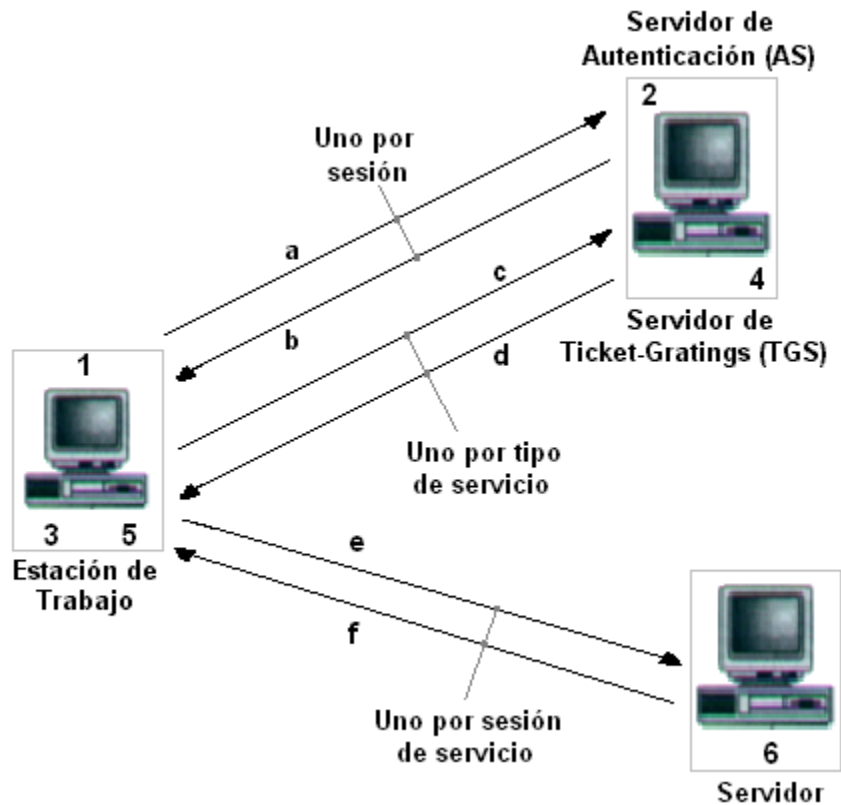 Servidor de
Autenticación (AS)
2
Uno por
sesión
a
c
4
b
d
Servidor de
Ticket-Gratings (TGS)
1
Uno por tipo
de servicio
3 5
e
Estación de
Trabajo
f
Uno por sesión
de servicio
6
Servidor